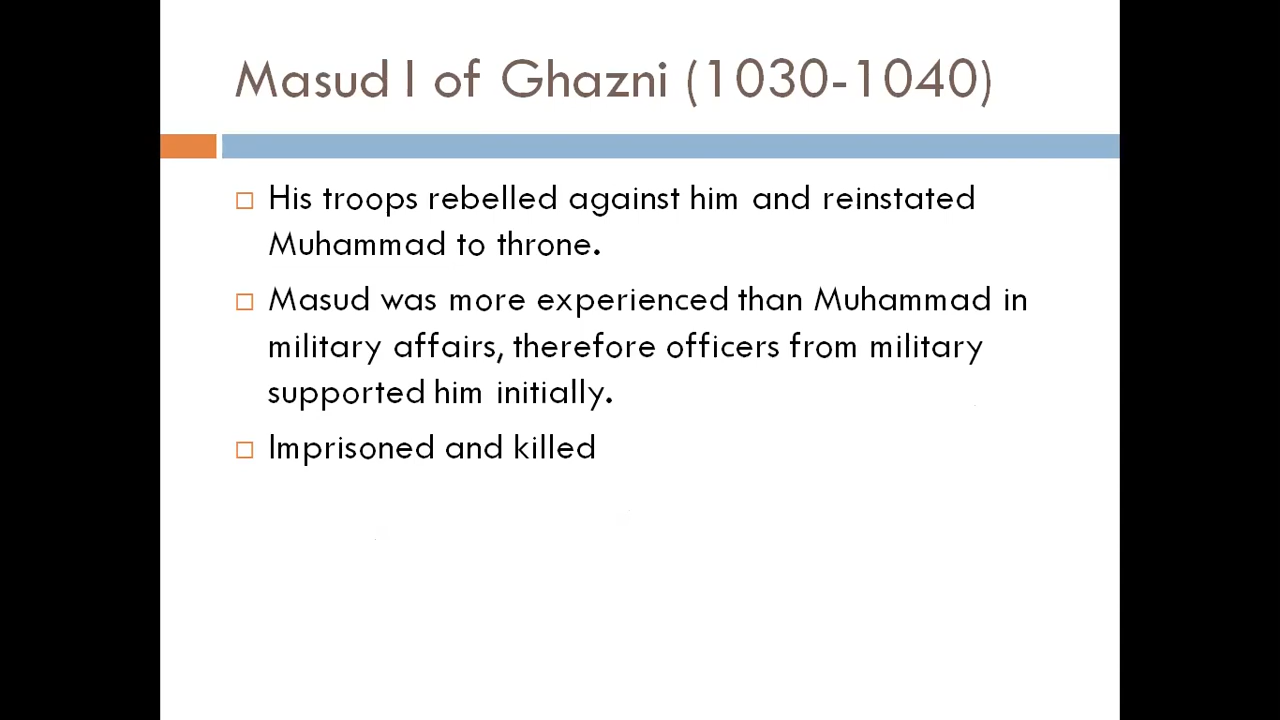 Masud I of Ghazni (1030-1040)
His troops rebelled against him and reinstated
Muhammad to throne.
Masud was more experienced than Muhammad in
military affairs, therefore officers from military
supported him initially.
Imprisoned and killed